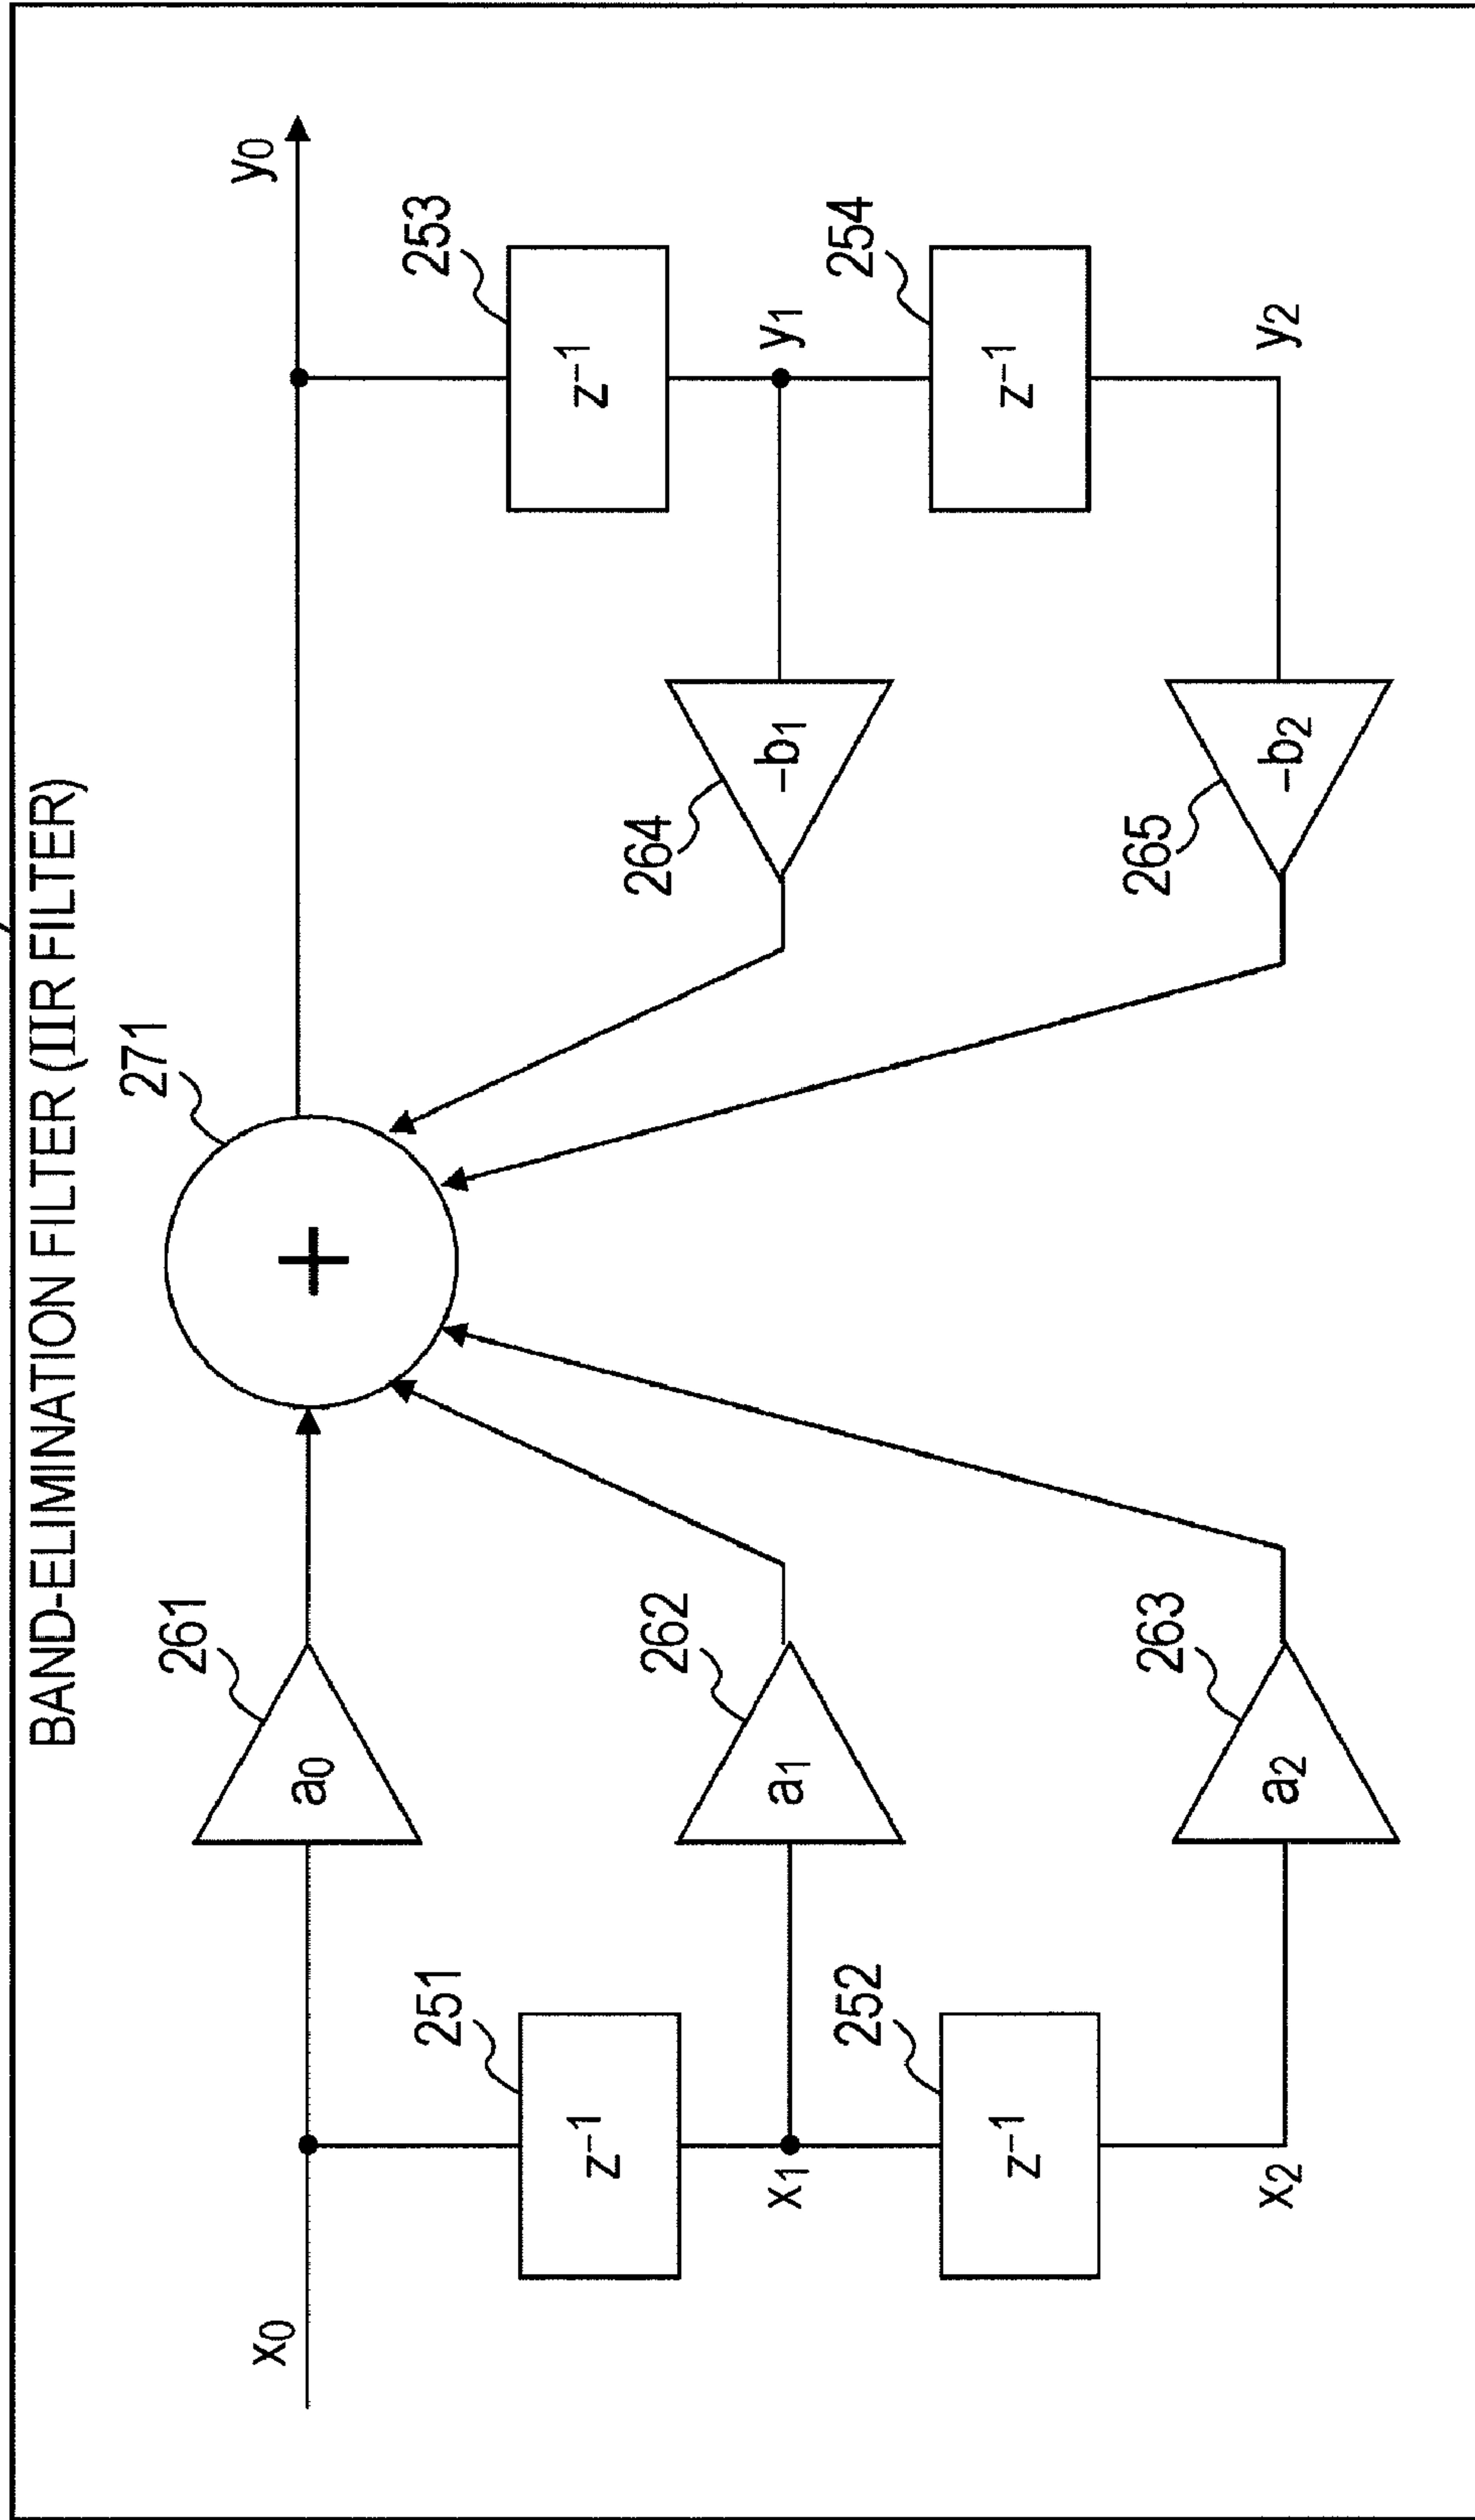 BAND-ELIMINATION FILTER (IIR FILTER)
271
x₀
261
a₀
+
y₀
251
z⁻¹
253
z⁻¹
x₁
262
a₁
264
-b₁
y₁
252
z⁻¹
254
z⁻¹
x₂
263
a₂
265
-b₂
y₂